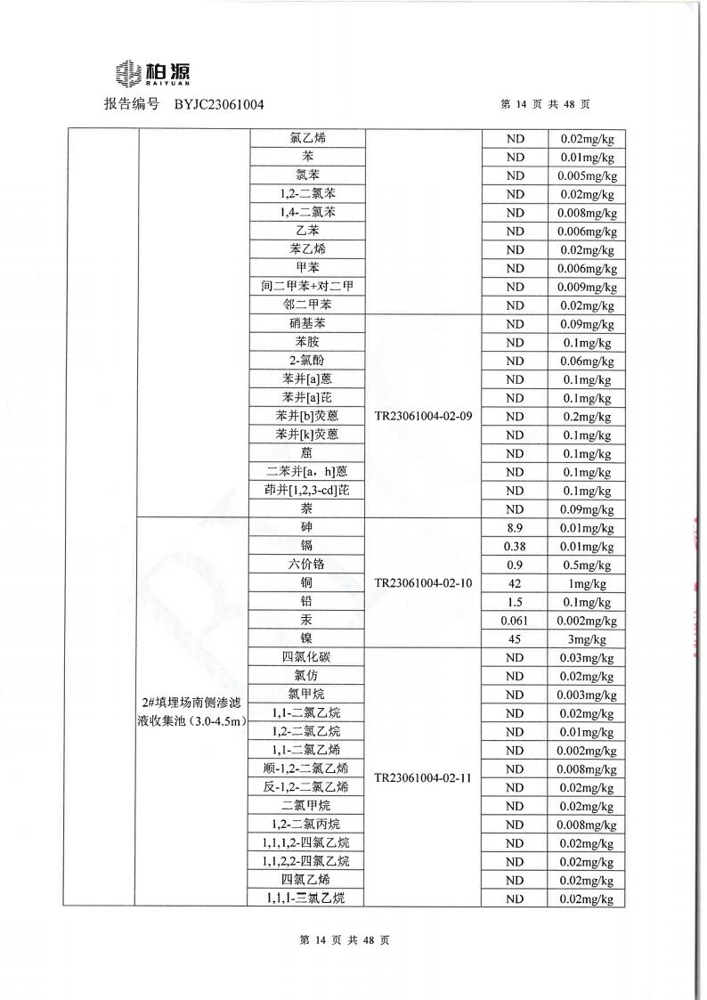 柏源
BAIYUAN
报告编号 BYJC23061004
第 14 页 共 48 页
氯乙烯 ND 0.02mg/kg
苯 ND 0.01mg/kg
氯苯 ND 0.005mg/kg
1,2-二氯苯 ND 0.02mg/kg
1,4-二氯苯 ND 0.008mg/kg
乙苯 ND 0.006mg/kg
苯乙烯 ND 0.02mg/kg
甲苯 ND 0.006mg/kg
间二甲苯+对二甲 ND 0.009mg/kg
邻二甲苯 ND 0.02mg/kg
硝基苯 ND 0.09mg/kg
苯胺 ND 0.1mg/kg
2-氯酚 ND 0.06mg/kg
苯并[a]蒽 ND 0.1mg/kg
苯并[a]芘 ND 0.1mg/kg
苯并[b]荧蒽 TR23061004-02-09 ND 0.2mg/kg
苯并[k]荧蒽 ND 0.1mg/kg
䓛 ND 0.1mg/kg
二苯并[a，h]蒽 ND 0.1mg/kg
茚并[1,2,3-cd]芘 ND 0.1mg/kg
萘 ND 0.09mg/kg
砷 8.9 0.01mg/kg
镉 0.38 0.01mg/kg
六价铬 0.9 0.5mg/kg
铜 TR23061004-02-10 42 1mg/kg
铅 1.5 0.1mg/kg
汞 0.061 0.002mg/kg
镍 45 3mg/kg
四氯化碳 ND 0.03mg/kg
氯仿 ND 0.02mg/kg
氯甲烷 ND 0.003mg/kg
2#填埋场南侧渗滤
液收集池（3.0-4.5m）
1,1-二氯乙烷 ND 0.02mg/kg
1,2-二氯乙烷 ND 0.01mg/kg
1,1-二氯乙烯 ND 0.002mg/kg
顺-1,2-二氯乙烯 ND 0.008mg/kg
TR23061004-02-11
反-1,2-二氯乙烯 ND 0.02mg/kg
二氯甲烷 ND 0.02mg/kg
1,2-二氯丙烷 ND 0.008mg/kg
1,1,1,2-四氯乙烷 ND 0.02mg/kg
1,1,2,2-四氯乙烷 ND 0.02mg/kg
四氯乙烯 ND 0.02mg/kg
1,1,1-三氯乙烷 ND 0.02mg/kg
第 14 页 共 48 页